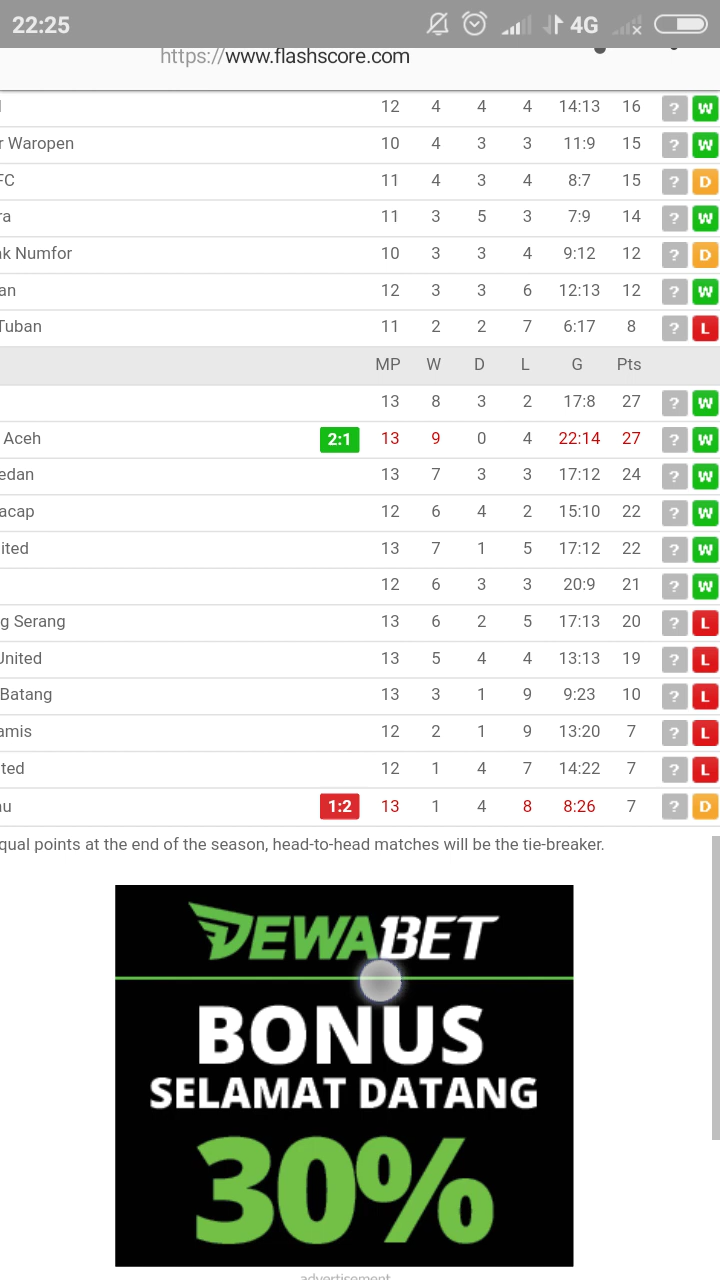 22:25 4G
https://www.flashscore.com
12 4 4 4 14:13 16 ? W
r Waropen 10 4 3 3 11:9 15 ? W
FC 11 4 3 4 8:7 15 ? D
ra 11 3 5 3 7:9 14 ? W
ak Numfor 10 3 3 4 9:12 12 ? D
an 12 3 3 6 12:13 12 ? W
Tuban 11 2 2 7 6:17 8 ? L
MP W D L G Pts
13 8 3 2 17:8 27 ? W
Aceh 2:1 13 9 0 4 22:14 27 ? W
edan 13 7 3 3 17:12 24 ? W
acap 12 6 4 2 15:10 22 ? W
ited 13 7 1 5 17:12 22 ? W
12 6 3 3 20:9 21 ? W
g Serang 13 6 2 5 17:13 20 ? L
United 13 5 4 4 13:13 19 ? L
Batang 13 3 1 9 9:23 10 ? L
amis 12 2 1 9 13:20 7 ? L
ted 12 1 4 7 14:22 7 ? L
au 1:2 13 1 4 8 8:26 7 ? D
qual points at the end of the season, head-to-head matches will be the tie-breaker.
DEWABET
BONUS
SELAMAT DATANG
30%
advertisement